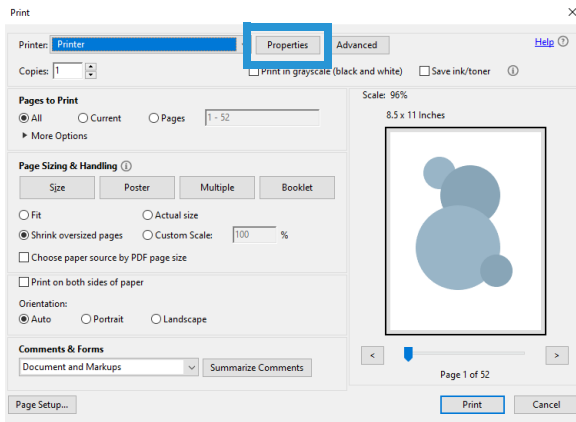 Print
Printer: Printer Properties Advanced Help
Copies: 1 Print in grayscale (black and white) Save ink/toner
Pages to Print
All Current Pages 1 - 52
More Options
Page Sizing & Handling
Size Poster Multiple Booklet
Fit Actual size
Shrink oversized pages Custom Scale: 100 %
Choose paper source by PDF page size
Print on both sides of paper
Orientation:
Auto Portrait Landscape
Comments & Forms
Document and Markups Summarize Comments
Scale: 96%
8.5 x 11 Inches
< >
Page 1 of 52
Page Setup... Print Cancel